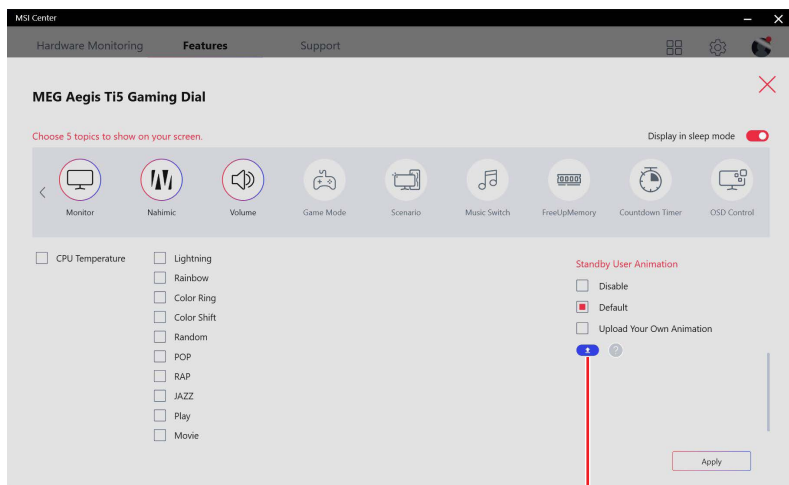 MSI Center
Hardware Monitoring Features Support
MEG Aegis Ti5 Gaming Dial
Choose 5 topics to show on your screen. Display in sleep mode
Monitor Nahimic Volume Game Mode Scenario Music Switch FreeUpMemory Countdown Timer OSD Control
CPU Temperature
Lightning
Rainbow
Color Ring
Color Shift
Random
POP
RAP
JAZZ
Play
Movie
Standby User Animation
Disable
Default
Upload Your Own Animation
?
Apply